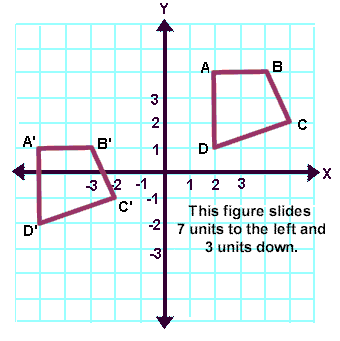 Y
A B
3
2 C
A' B' 1 D
-3 -2 -1 1 2 3 X
-1 C'
D' -2
-3
This figure slides
7 units to the left and
3 units down.